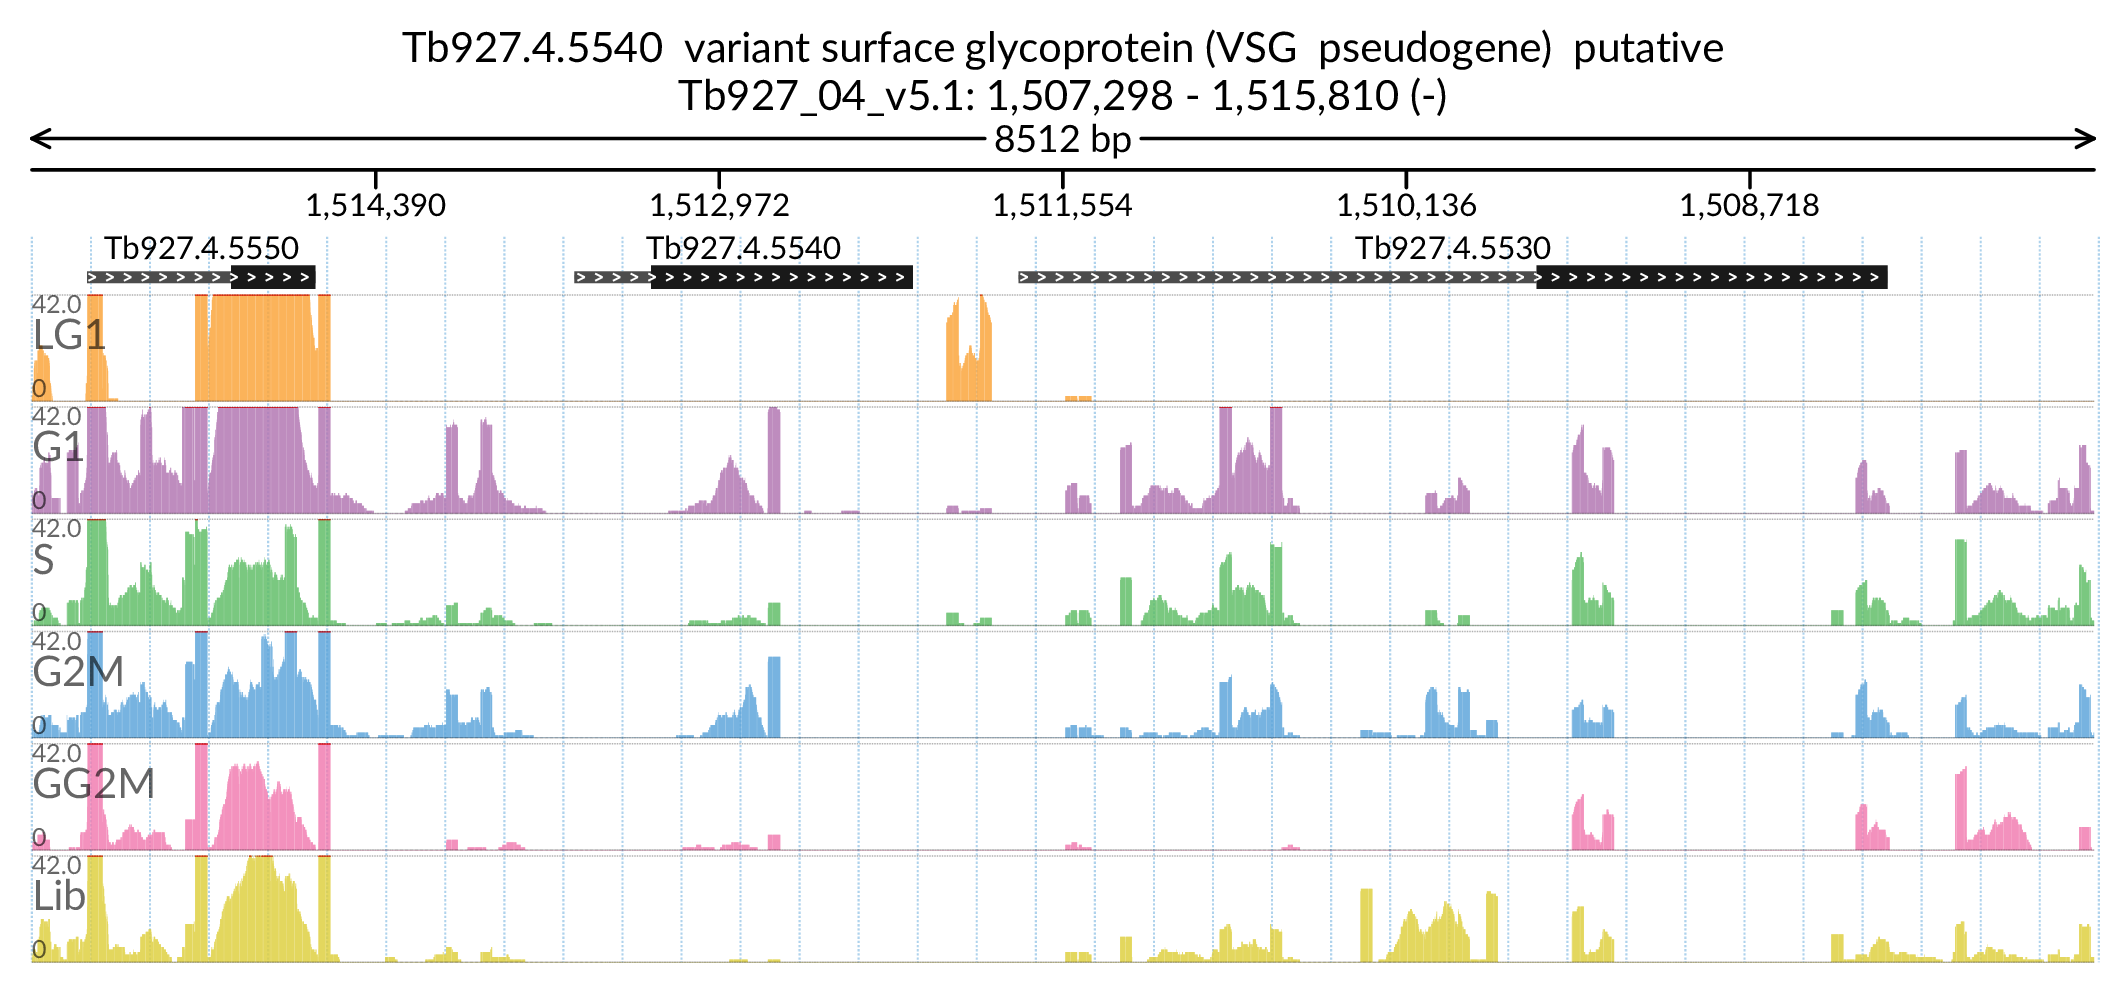 Tb927.4.5540 variant surface glycoprotein (VSG pseudogene) putative
Tb927_04_v5.1: 1,507,298 - 1,515,810 (-)
8512 bp
1,514,390 1,512,972 1,511,554 1,510,136 1,508,718
Tb927.4.5550 Tb927.4.5540 Tb927.4.5530
42.0
LG1
0
42.0
G1
0
42.0
S
0
42.0
G2M
0
42.0
GG2M
0
42.0
Lib
0